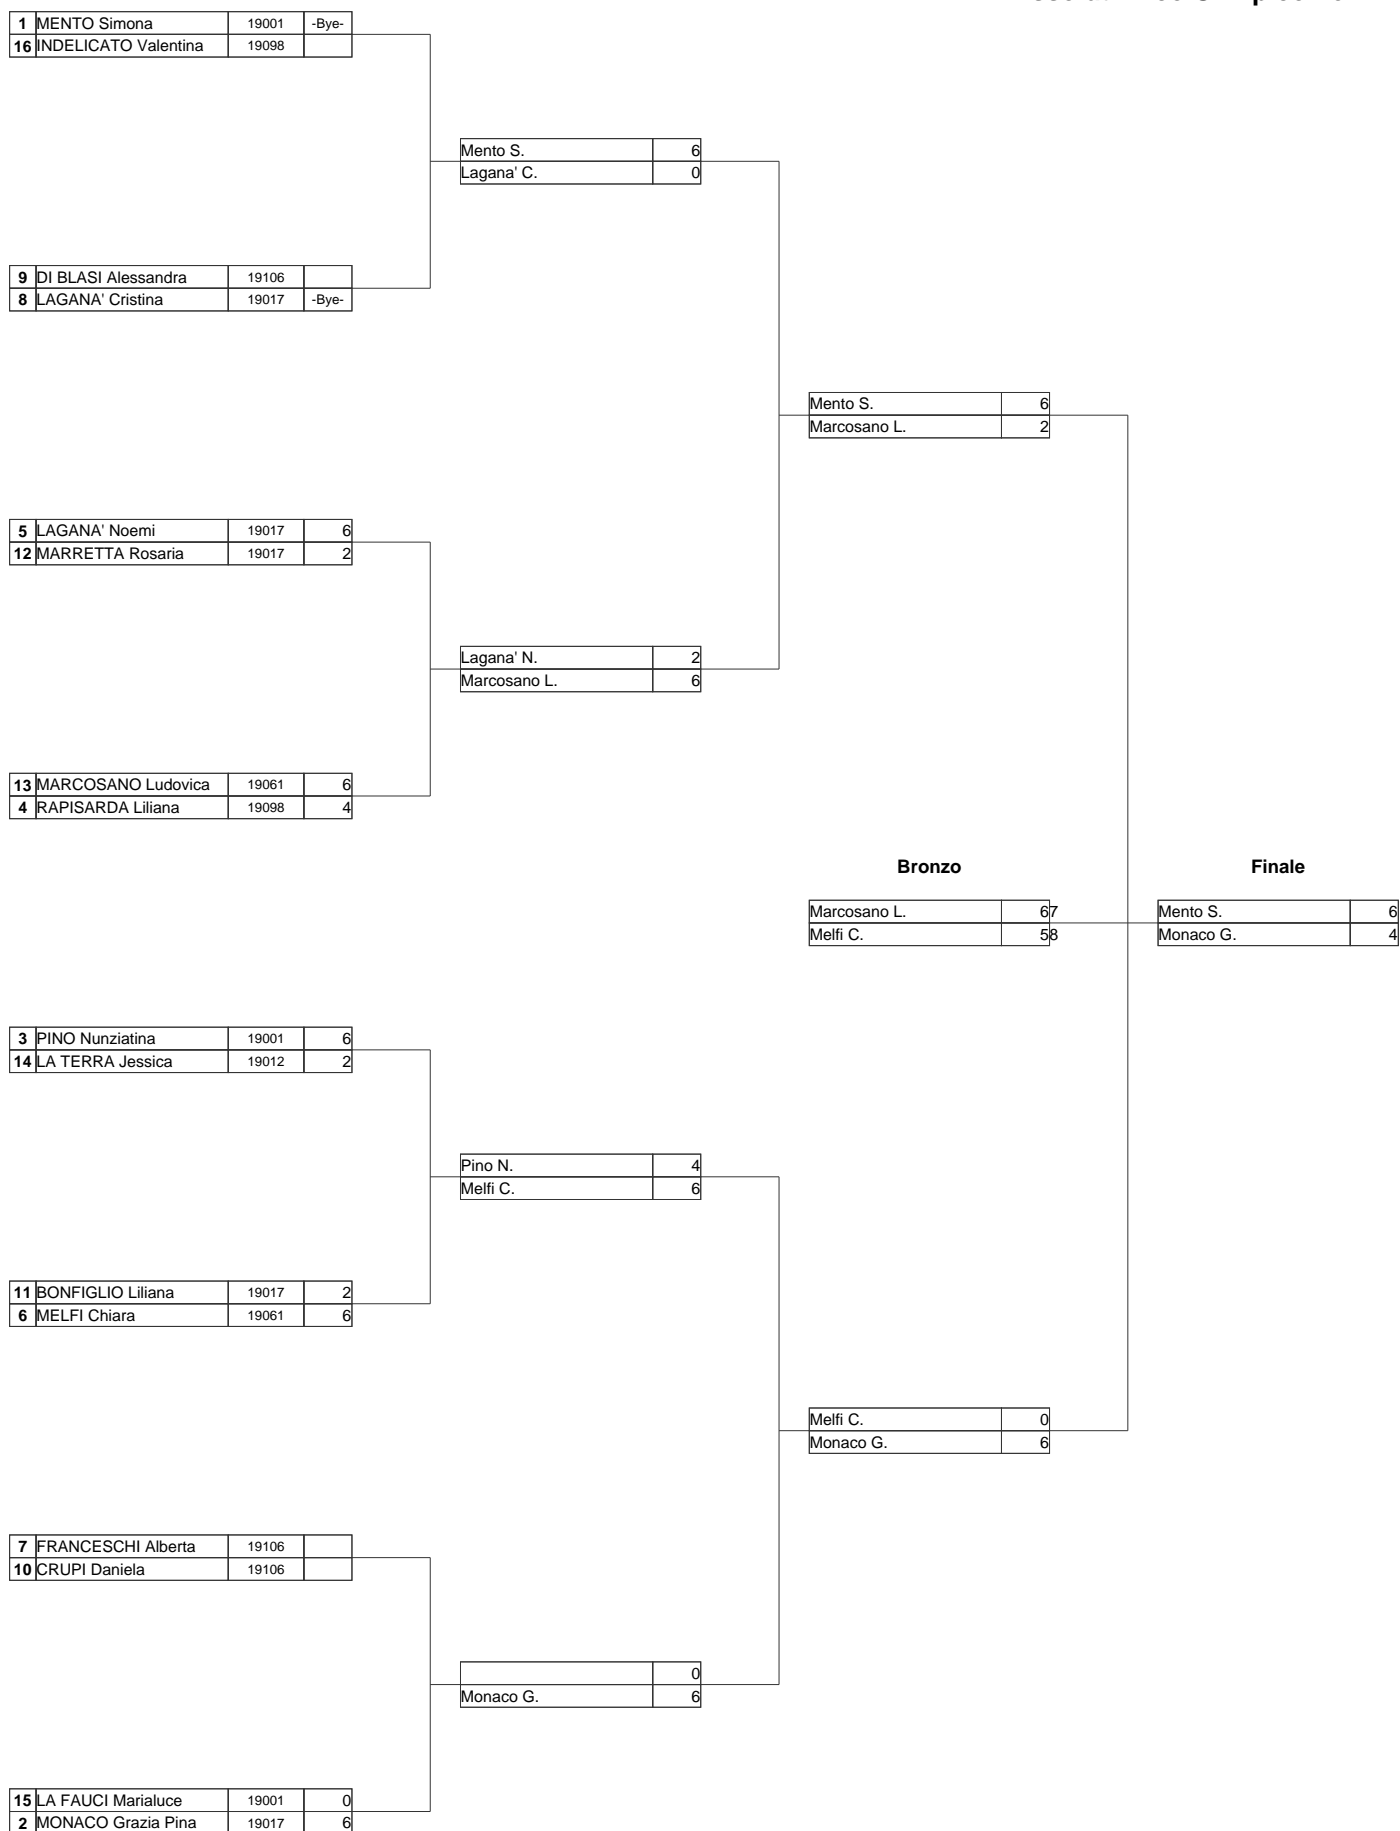 1 MENTO Simona 19001 -Bye-
16 INDELICATO Valentina 19098
Mento S. 6
Lagana' C. 0
9 DI BLASI Alessandra 19106
8 LAGANA' Cristina 19017 -Bye-
Mento S. 6
Marcosano L. 2
5 LAGANA' Noemi 19017 6
12 MARRETTA Rosaria 19017 2
Lagana' N. 2
Marcosano L. 6
13 MARCOSANO Ludovica 19061 6
4 RAPISARDA Liliana 19098 4
Bronzo Finale
Marcosano L. 67 Mento S. 6
Melfi C. 58 Monaco G. 4
3 PINO Nunziatina 19001 6
14 LA TERRA Jessica 19012 2
Pino N. 4
Melfi C. 6
11 BONFIGLIO Liliana 19017 2
6 MELFI Chiara 19061 6
Melfi C. 0
Monaco G. 6
7 FRANCESCHI Alberta 19106
10 CRUPI Daniela 19106
0
Monaco G. 6
15 LA FAUCI Marialuce 19001 0
2 MONACO Grazia Pina 19017 6